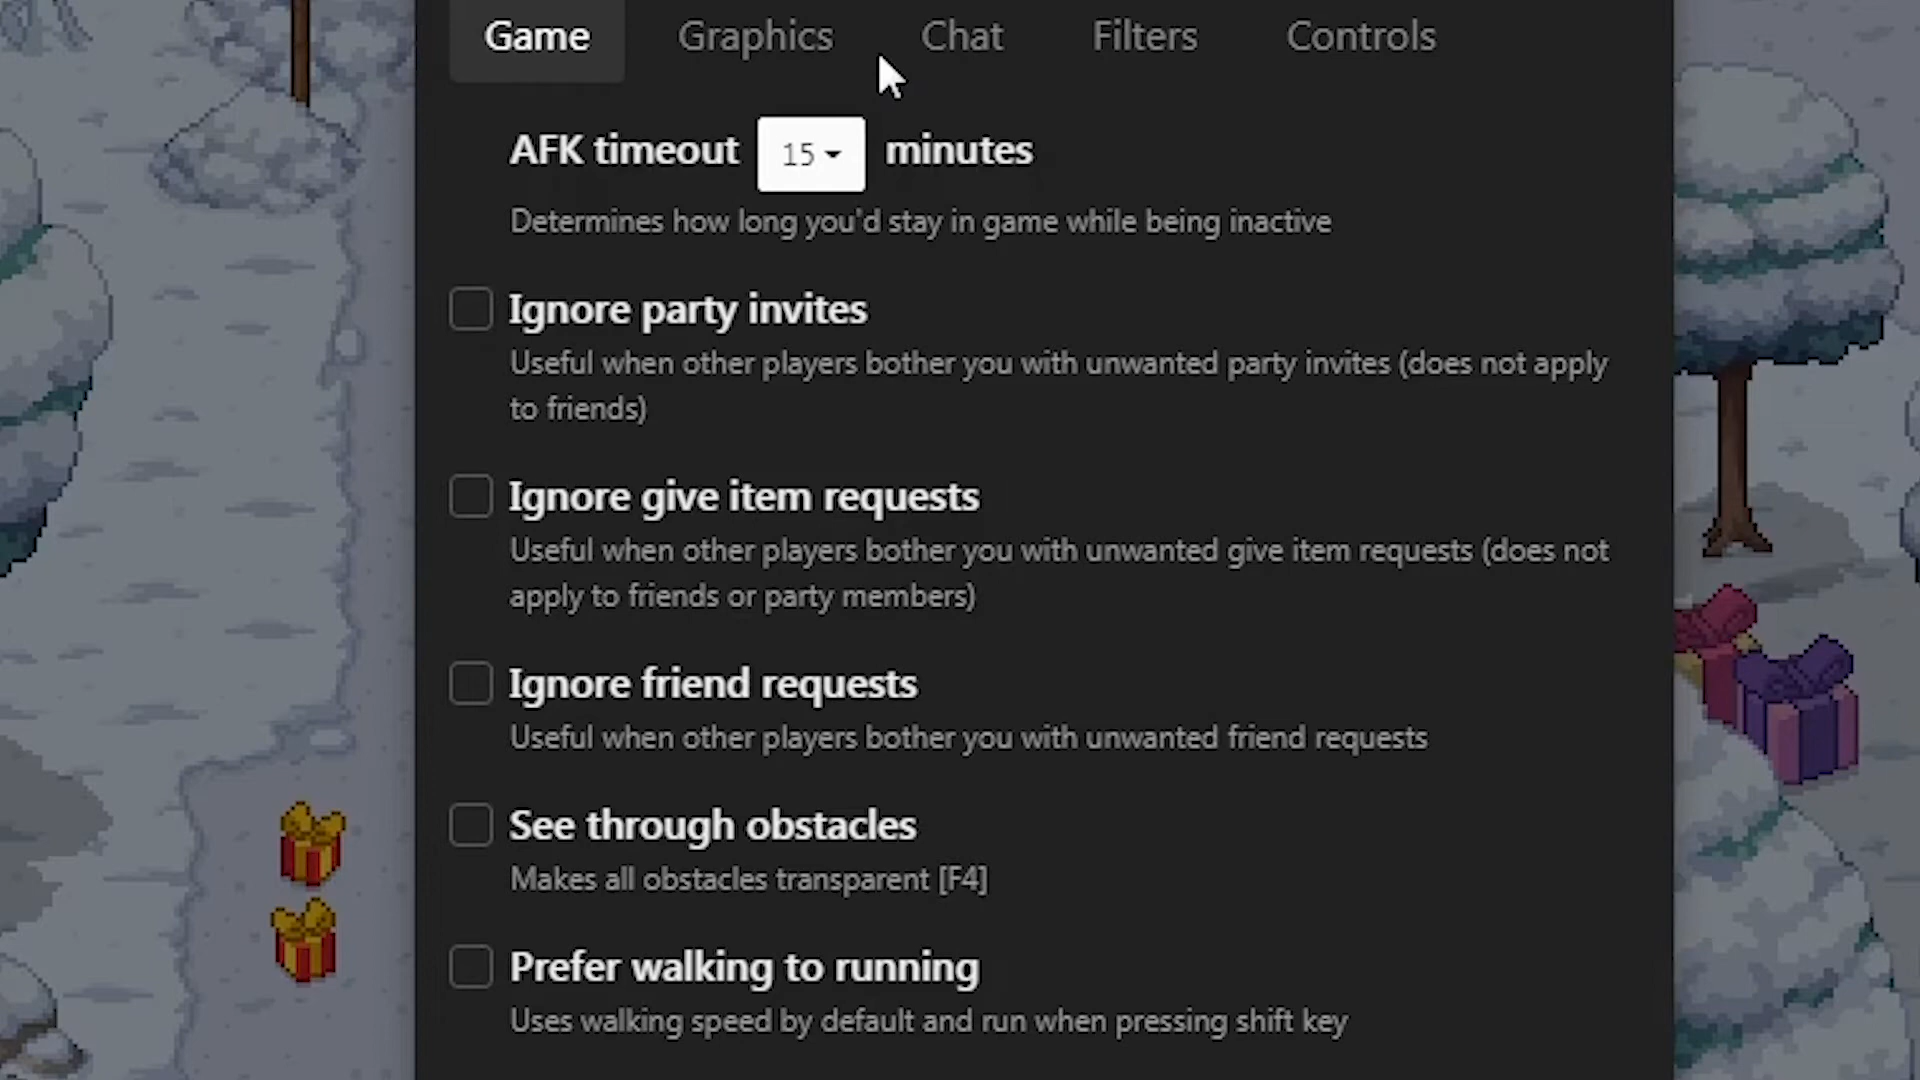 Game Graphics Chat Filters Controls
AFK timeout 15 minutes
Determines how long you'd stay in game while being inactive
Ignore party invites
Useful when other players bother you with unwanted party invites (does not apply
to friends)
Ignore give item requests
Useful when other players bother you with unwanted give item requests (does not
apply to friends or party members)
Ignore friend requests
Useful when other players bother you with unwanted friend requests
See through obstacles
Makes all obstacles transparent [F4]
Prefer walking to running
Uses walking speed by default and run when pressing shift key